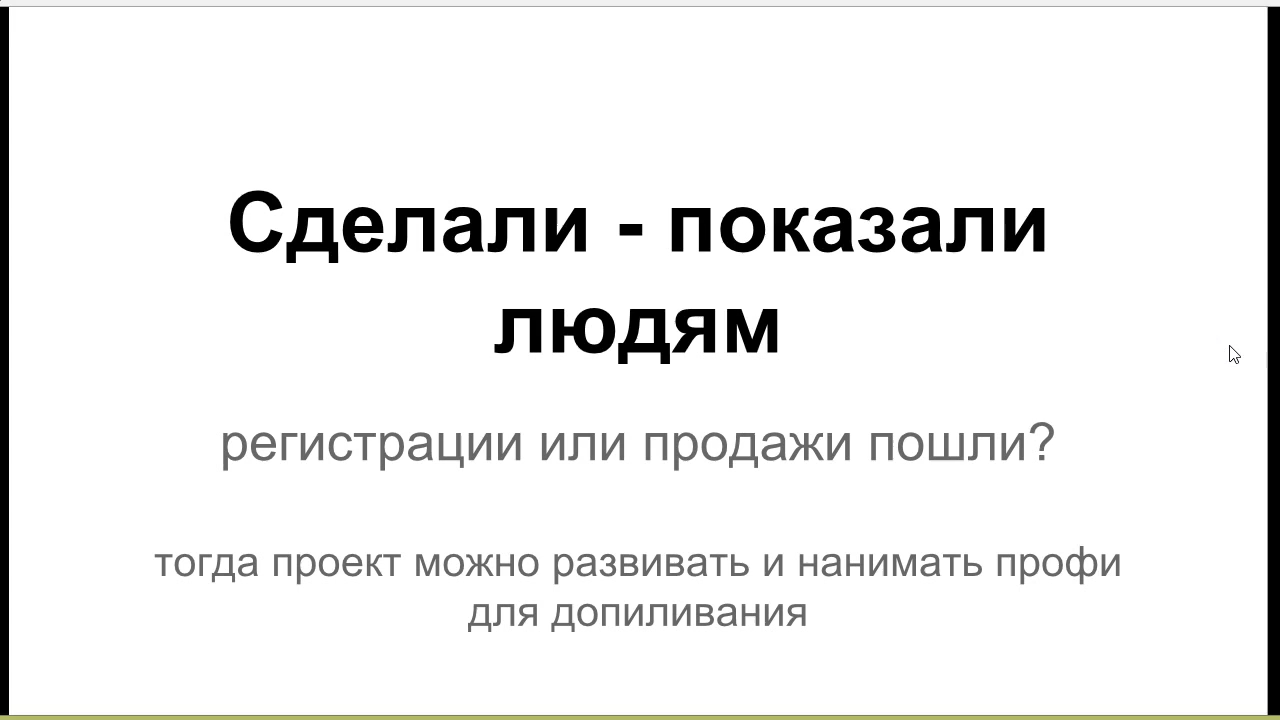 Сделали - показали
людям
регистрации или продажи пошли?
тогда проект можно развивать и нанимать профи
для допиливания